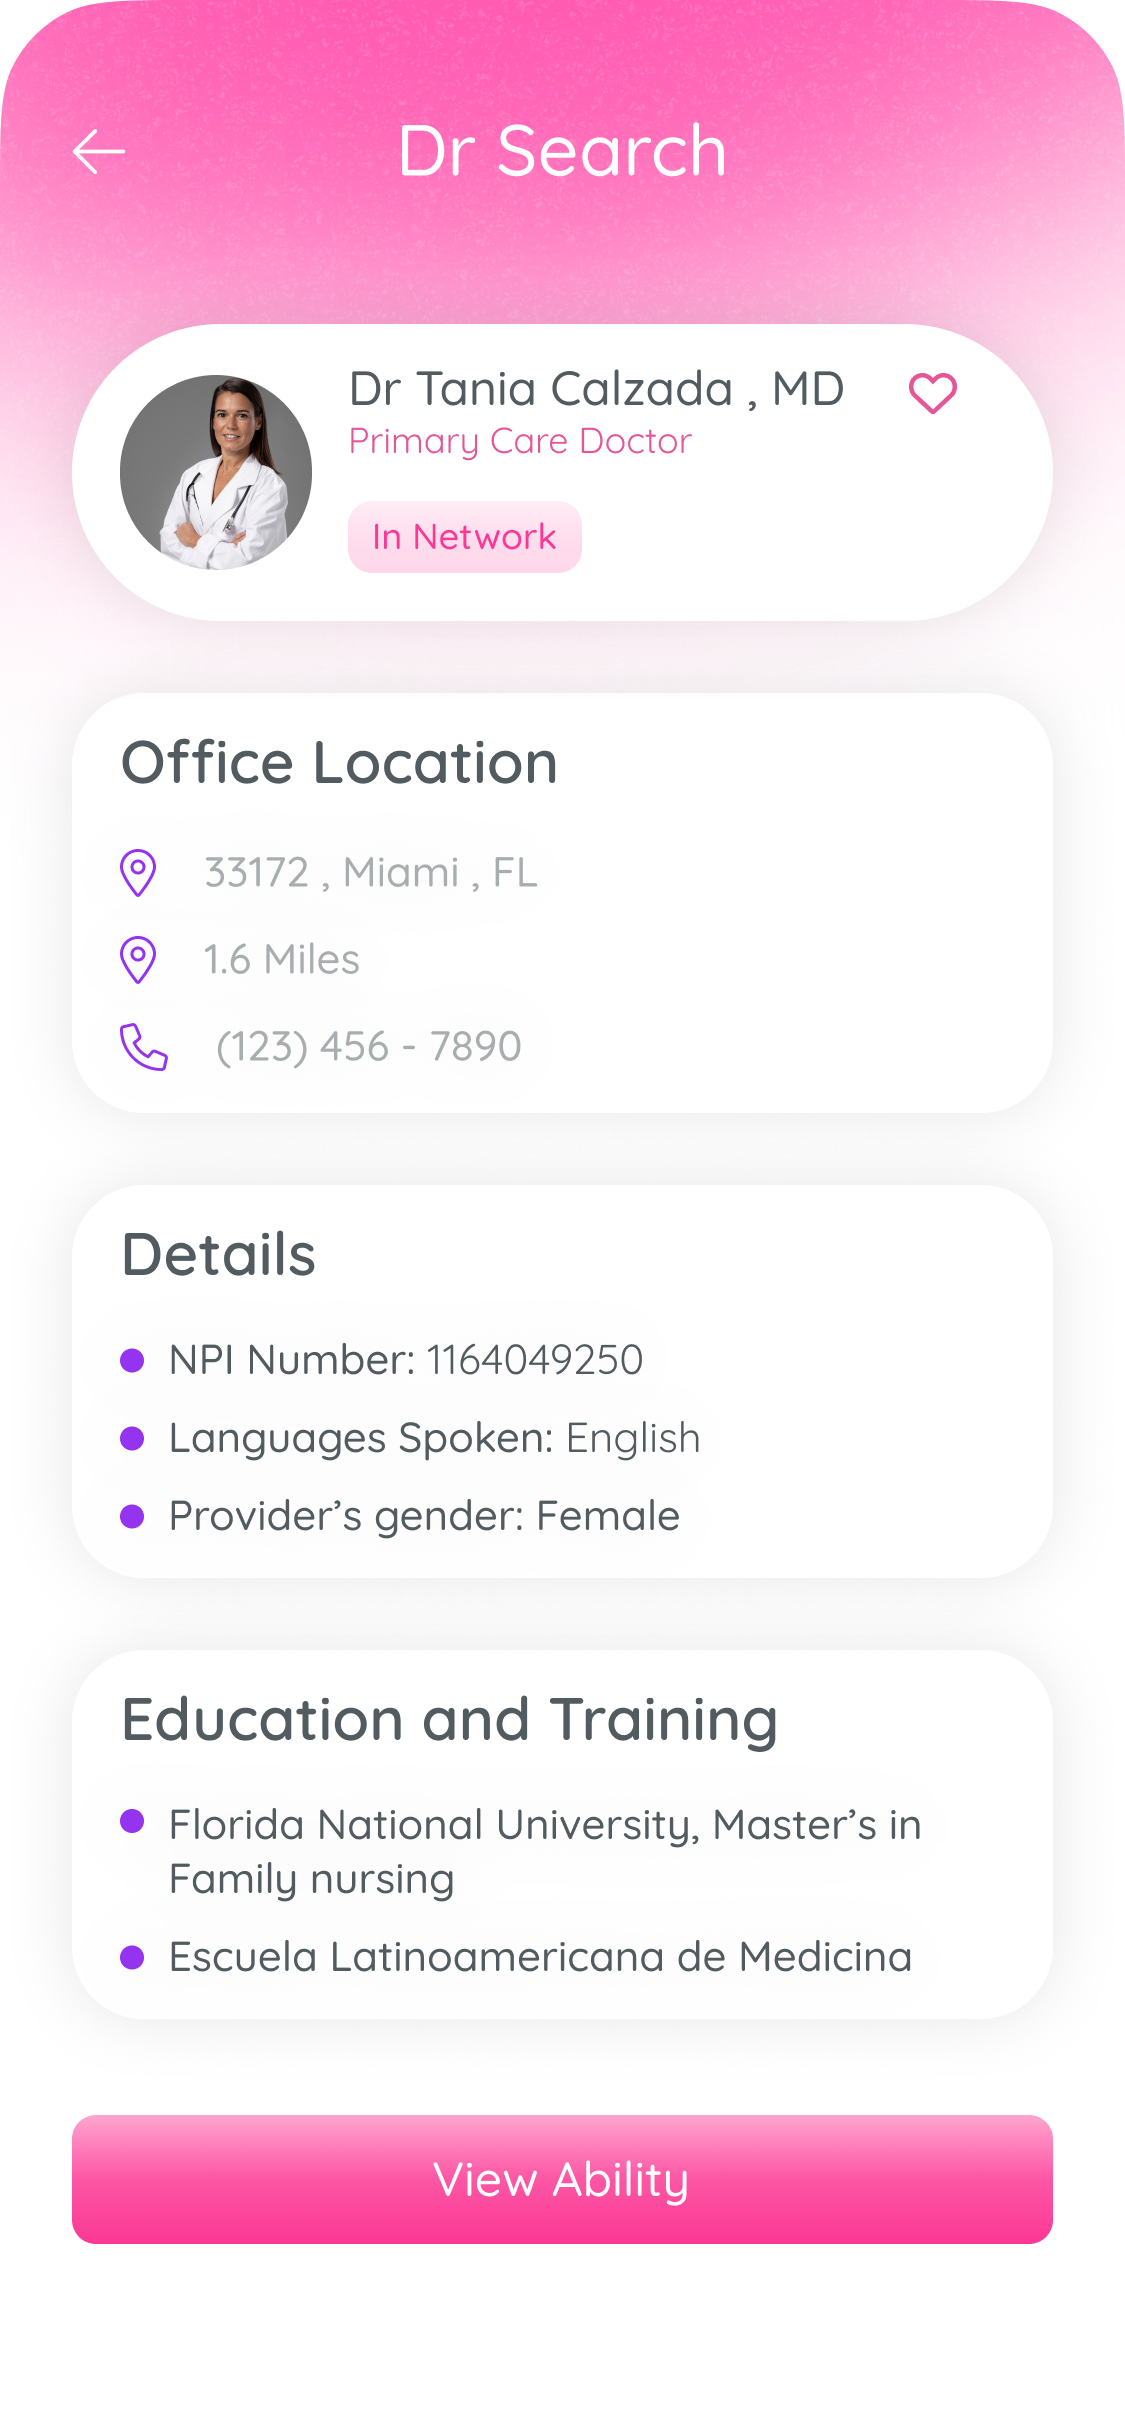 Dr Search
Dr Tania Calzada , MD
Primary Care Doctor
In Network
Office Location
33172 , Miami , FL
1.6 Miles
(123) 456 - 7890
Details
NPI Number: 1164049250
Languages Spoken: English
Provider’s gender: Female
Education and Training
Florida National University, Master’s in
Family nursing
Escuela Latinoamericana de Medicina
View Ability